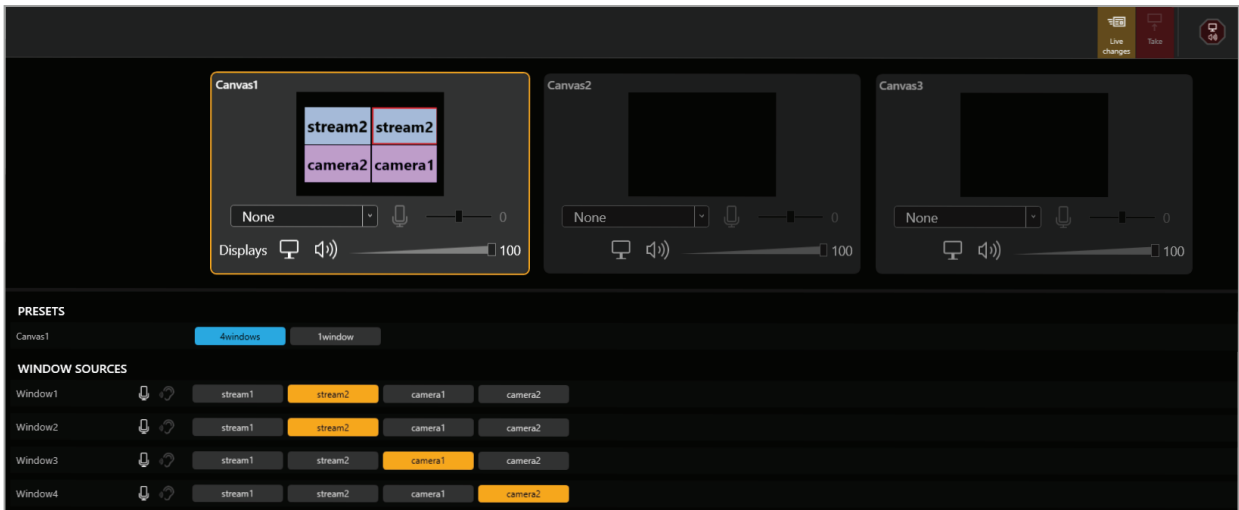 Live changes
Take
Canvas1
stream2 stream2
camera2 camera1
None 0
Displays 100
Canvas2
None 0
100
Canvas3
None 0
100
PRESETS
Canvas1 4windows 1window
WINDOW SOURCES
Window1 stream1 stream2 camera1 camera2
Window2 stream1 stream2 camera1 camera2
Window3 stream1 stream2 camera1 camera2
Window4 stream1 stream2 camera1 camera2